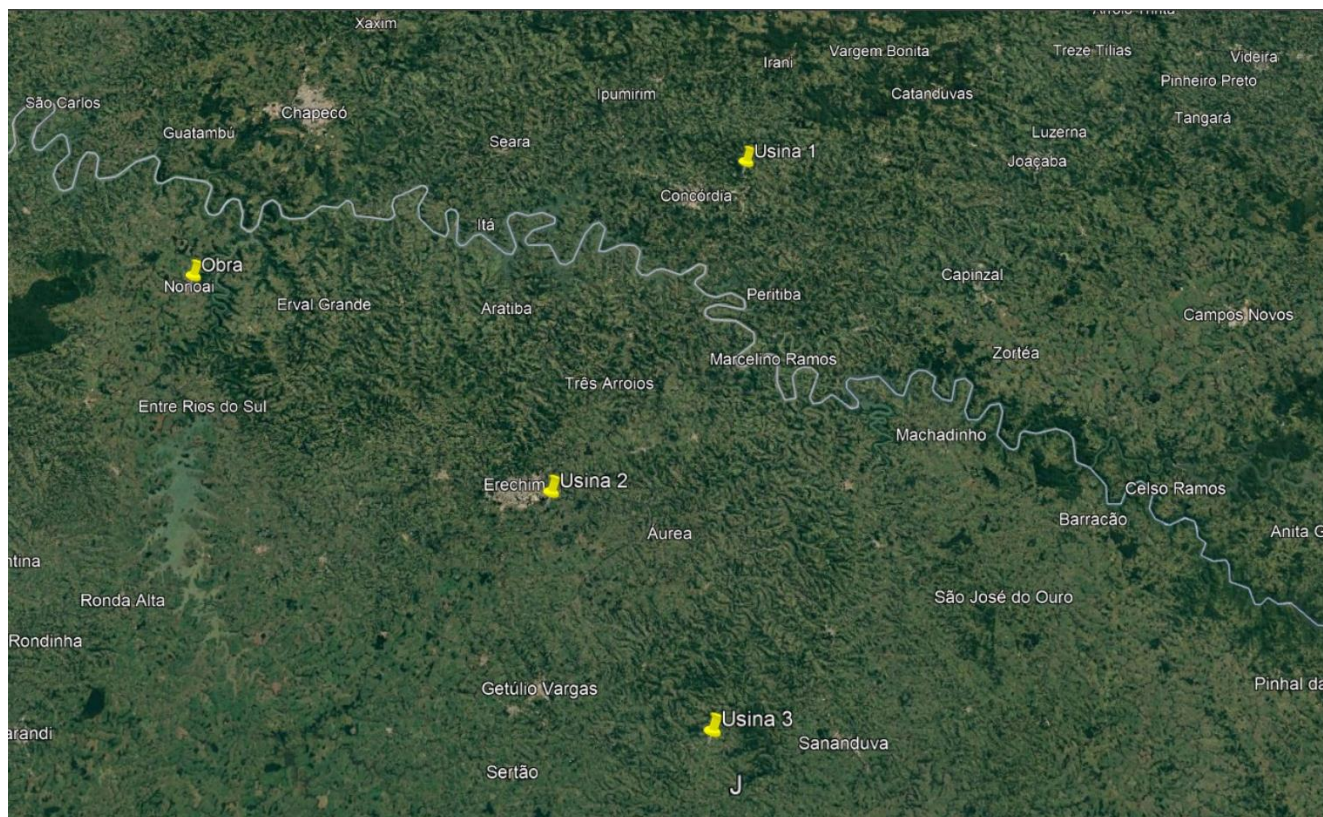 Xaxim
Irani
Vargem Bonita
Treze Tílias
Videira
Pinheiro Preto
São Carlos
Chapecó
Ipumirim
Catanduvas
Tangará
Guatambú
Seara
Usina 1
Luzerna
Joaçaba
Concórdia
Itá
Obra
Erval Grande
Aratiba
Peritiba
Capinzal
Campos Novos
Marcelino Ramos
Zortéa
Três Arroios
Entre Rios do Sul
Machadinho
Erechim
Usina 2
Celso Ramos
Barracão
Áurea
Anita G
ntina
Ronda Alta
São José do Ouro
Rondinha
Getúlio Vargas
Pinhal da
arandi
Usina 3
Sananduva
Sertão
J